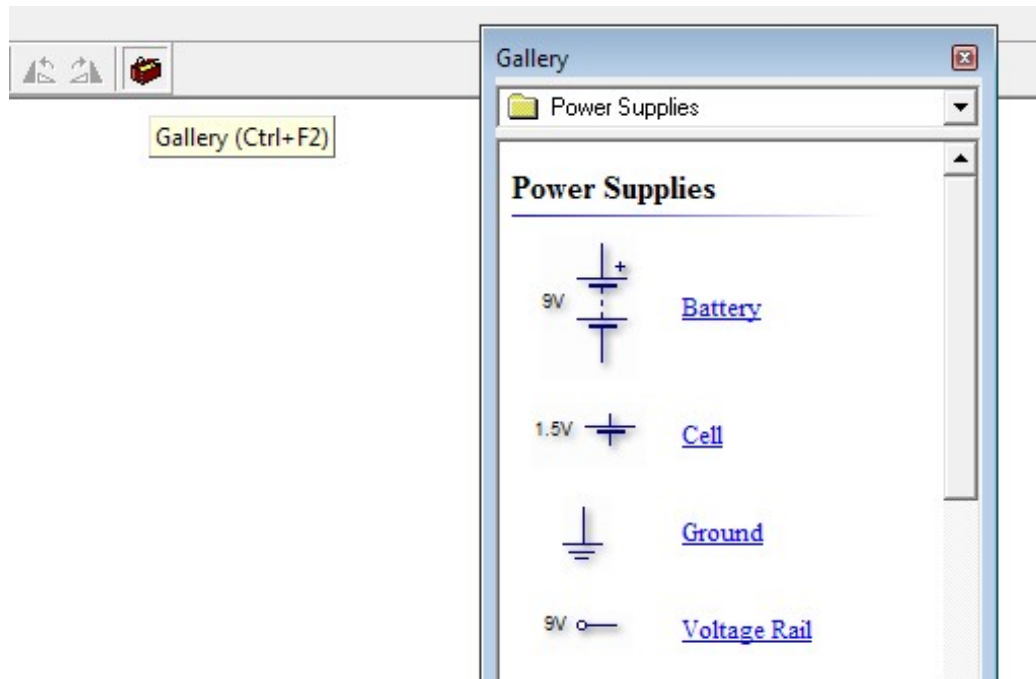 Gallery (Ctrl+F2)
Gallery
Power Supplies
Power Supplies
9V
+
Battery
1.5V
Cell
Ground
9V
Voltage Rail